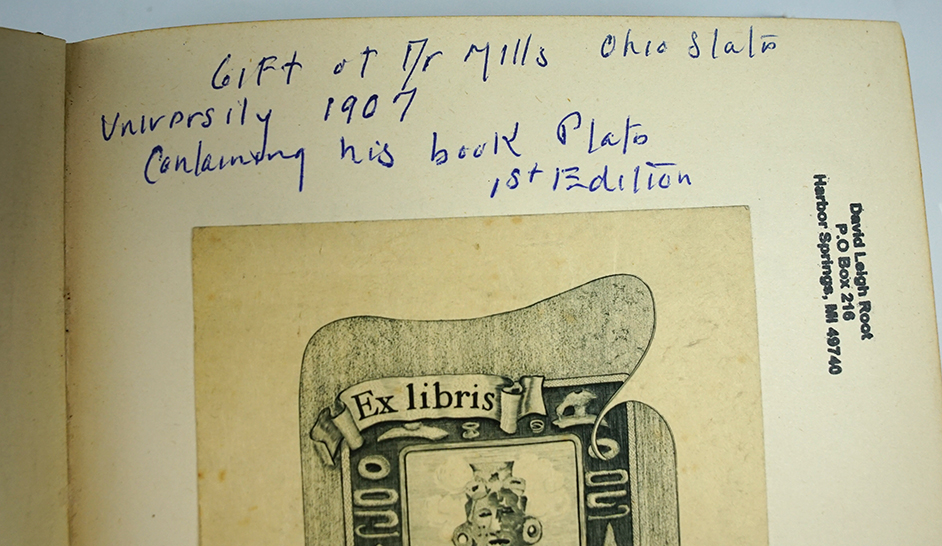 Gift of Dr Mills Ohio State
University 1907
Containing his book Plate
1st Edition
David Leigh Root
P.O Box 216
Harbor Springs, MI 49740
Ex libris